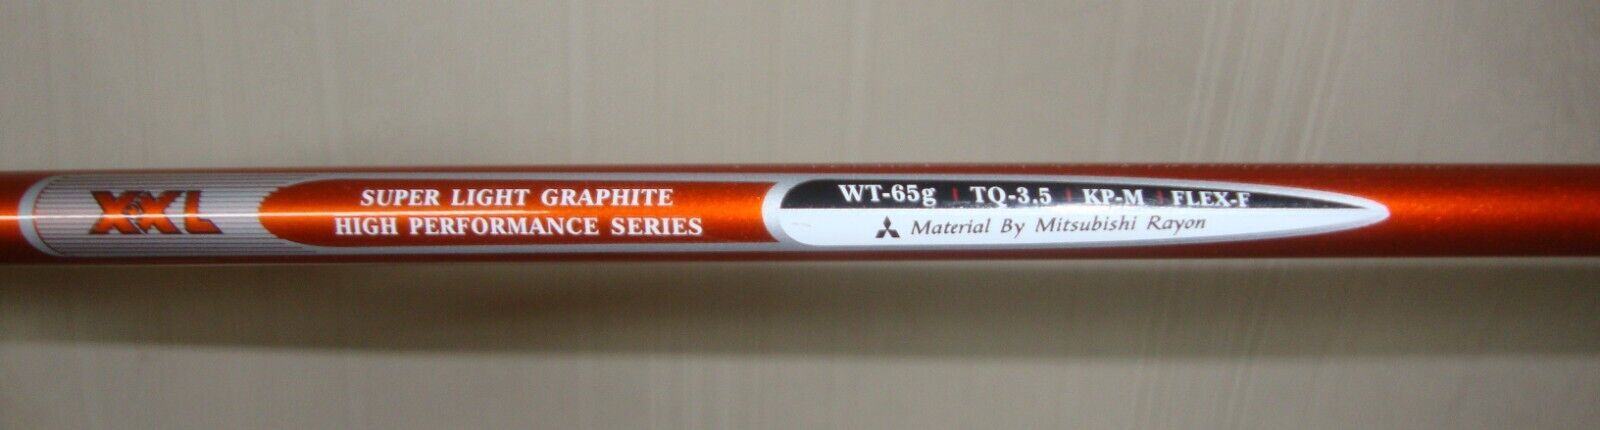 XXL
SUPER LIGHT GRAPHITE
HIGH PERFORMANCE SERIES
WT-65g | TQ-3.5 | KP-M | FLEX-F
Material By Mitsubishi Rayon